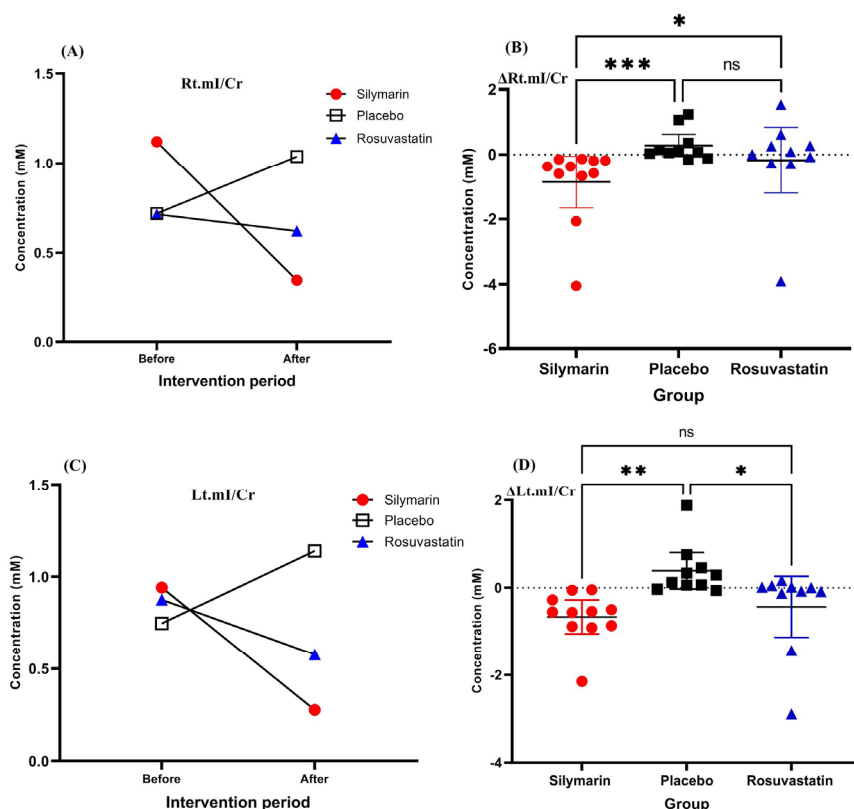 (A)
Rt.mI/Cr
Silymarin
Placebo
Rosuvastatin
Concentration (mM)
1.5
1.0
0.5
0.0
Before
After
Intervention period
(B)
*
ΔRt.mI/Cr
***
ns
Concentration (mM)
2
0
-2
-4
-6
Silymarin
Placebo
Rosuvastatin
Group
(C)
Lt.mI/Cr
Silymarin
Placebo
Rosuvastatin
Concentration (mM)
1.5
1.0
0.5
0.0
Before
After
Intervention period
ns
(D)
**
*
ΔLt.mI/Cr
Concentration (mM)
2
0
-2
-4
Silymarin
Placebo
Rosuvastatin
Group